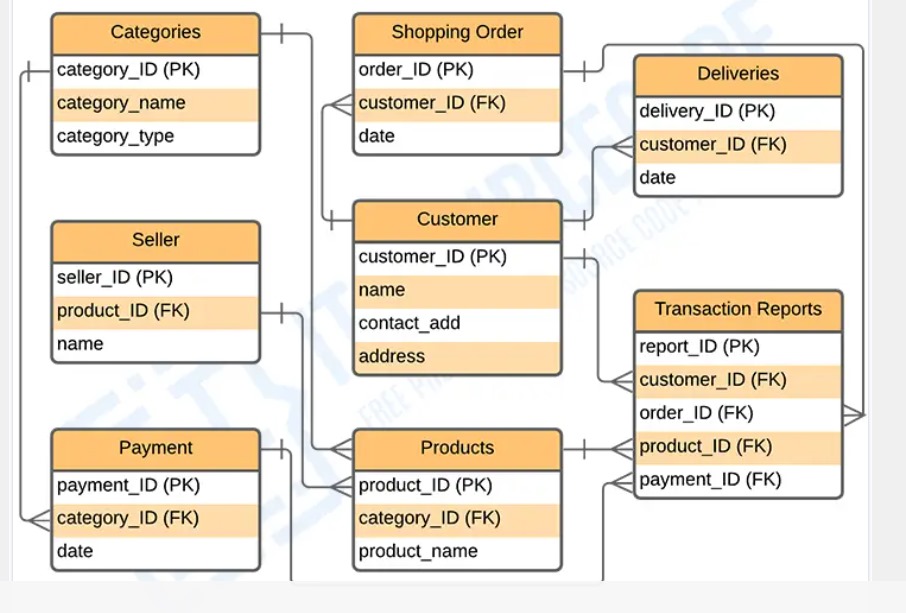 Categories
category_ID (PK)
category_name
category_type
Shopping Order
order_ID (PK)
customer_ID (FK)
date
Deliveries
delivery_ID (PK)
customer_ID (FK)
date
Seller
seller_ID (PK)
product_ID (FK)
name
Customer
customer_ID (PK)
name
contact_add
address
Transaction Reports
report_ID (PK)
customer_ID (FK)
order_ID (FK)
product_ID (FK)
payment_ID (FK)
Payment
payment_ID (PK)
category_ID (FK)
date
Products
product_ID (PK)
category_ID (FK)
product_name